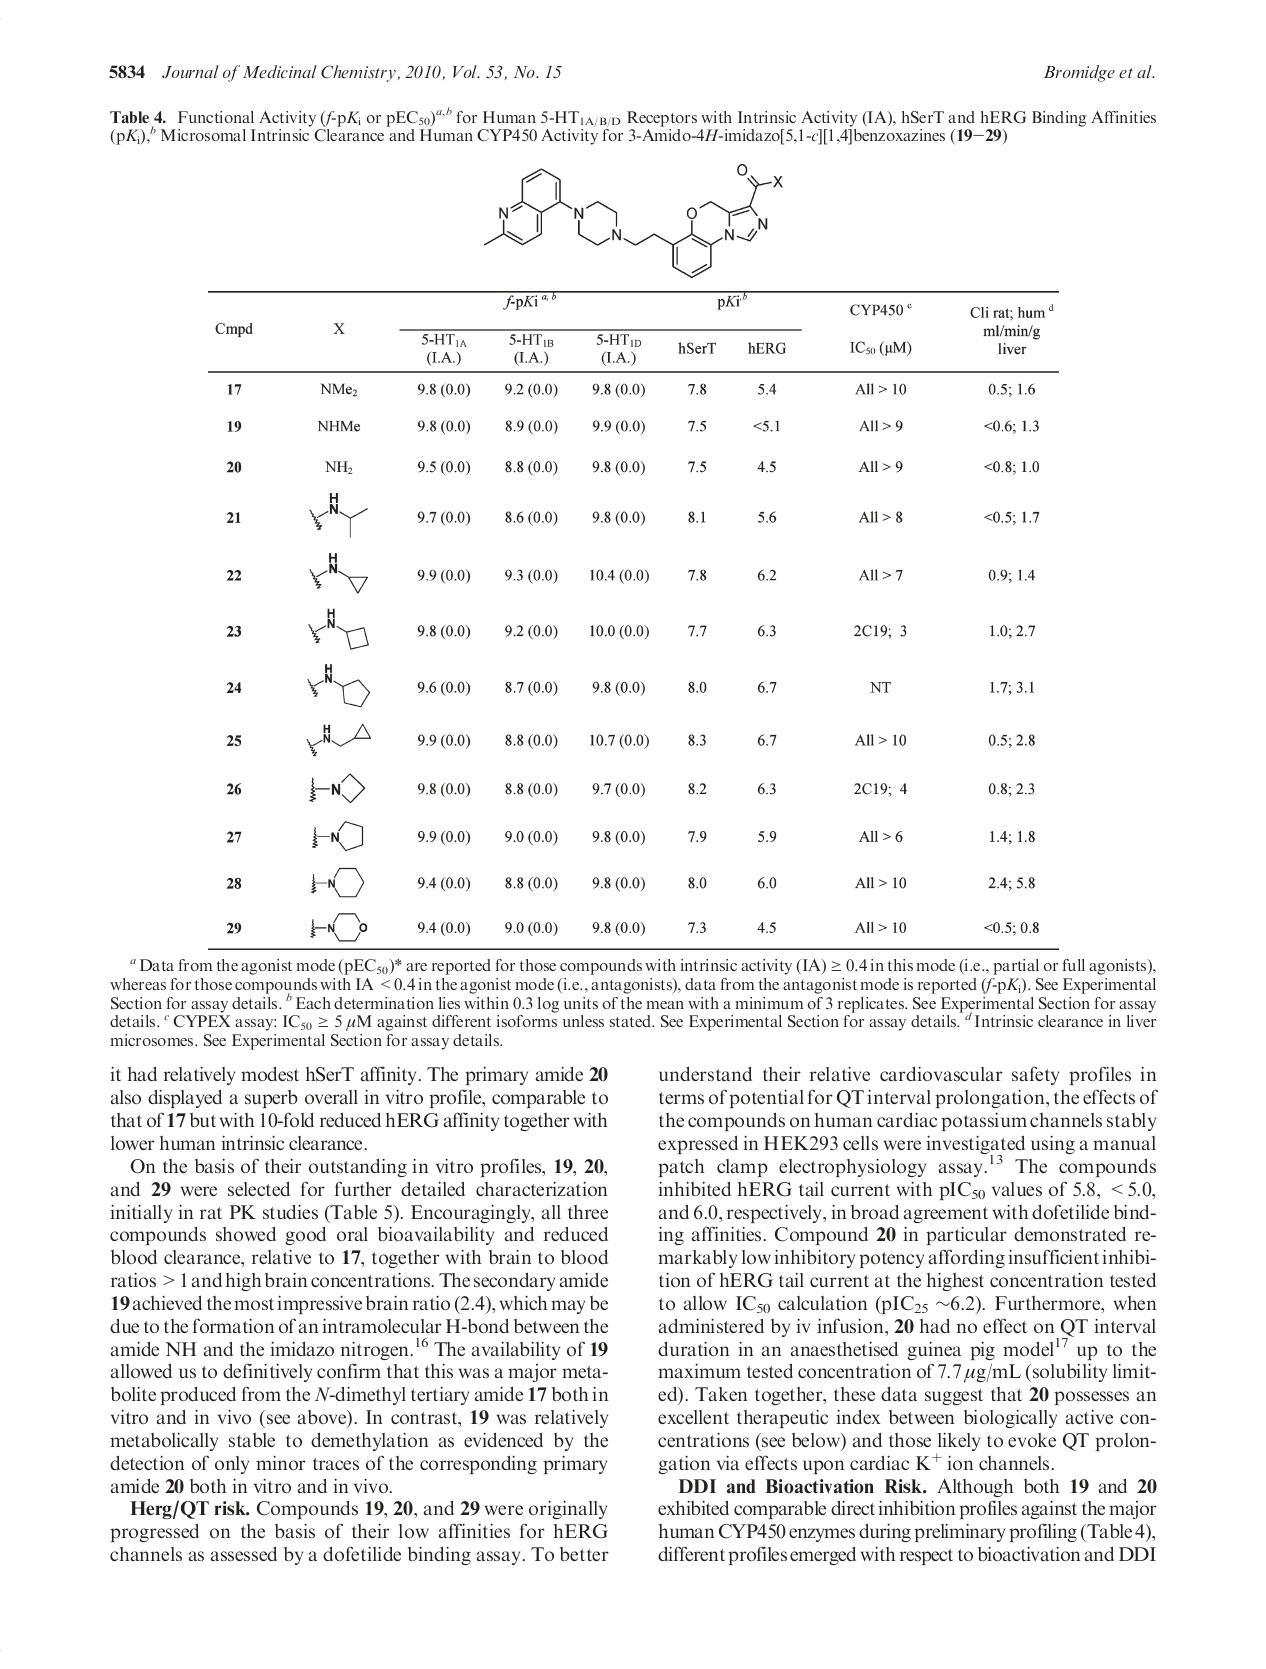 5834 Journal of Medicinal Chemistry, 2010, Vol. 53, No. 15 Bromidge et al.
Table 4. Functional Activity (f-pKi or pEC50)a,b for Human 5-HT1A/B/D Receptors with Intrinsic Activity (IA), hSerT and hERG Binding Affinities
(pKi),b Microsomal Intrinsic Clearance and Human CYP450 Activity for 3-Amido-4H-imidazo[5,1-c][1,4]benzoxazines (19−29)
O
X
N
N
N
O
N
N
f-pKi a, b pKi b
CYP450 c
Cli rat; hum d
Cmpd X ml/min/g
5-HT1A 5-HT1B 5-HT1D hSerT hERG IC50 (μM) liver
(I.A.) (I.A.) (I.A.)
17 NMe2 9.8 (0.0) 9.2 (0.0) 9.8 (0.0) 7.8 5.4 All > 10 0.5; 1.6
19 NHMe 9.8 (0.0) 8.9 (0.0) 9.9 (0.0) 7.5 <5.1 All > 9 <0.6; 1.3
20 NH2 9.5 (0.0) 8.8 (0.0) 9.8 (0.0) 7.5 4.5 All > 9 <0.8; 1.0
21 H N 9.7 (0.0) 8.6 (0.0) 9.8 (0.0) 8.1 5.6 All > 8 <0.5; 1.7
22 H N 9.9 (0.0) 9.3 (0.0) 10.4 (0.0) 7.8 6.2 All > 7 0.9; 1.4
23 H N 9.8 (0.0) 9.2 (0.0) 10.0 (0.0) 7.7 6.3 2C19; 3 1.0; 2.7
24 H N 9.6 (0.0) 8.7 (0.0) 9.8 (0.0) 8.0 6.7 NT 1.7; 3.1
25 H N 9.9 (0.0) 8.8 (0.0) 10.7 (0.0) 8.3 6.7 All > 10 0.5; 2.8
26 N 9.8 (0.0) 8.8 (0.0) 9.7 (0.0) 8.2 6.3 2C19; 4 0.8; 2.3
27 N 9.9 (0.0) 9.0 (0.0) 9.8 (0.0) 7.9 5.9 All > 6 1.4; 1.8
28 N 9.4 (0.0) 8.8 (0.0) 9.8 (0.0) 8.0 6.0 All > 10 2.4; 5.8
29 N O 9.4 (0.0) 9.0 (0.0) 9.8 (0.0) 7.3 4.5 All > 10 <0.5; 0.8
a Data from the agonist mode (pEC50)* are reported for those compounds with intrinsic activity (IA) ≥ 0.4 in this mode (i.e., partial or full agonists),
whereas for those compounds with IA < 0.4 in the agonist mode (i.e., antagonists), data from the antagonist mode is reported (f-pKi). See Experimental
Section for assay details. b Each determination lies within 0.3 log units of the mean with a minimum of 3 replicates. See Experimental Section for assay
details. c CYPEX assay: IC50 ≥ 5 μM against different isoforms unless stated. See Experimental Section for assay details. d Intrinsic clearance in liver
microsomes. See Experimental Section for assay details.
it had relatively modest hSerT affinity. The primary amide 20
also displayed a superb overall in vitro profile, comparable to
that of 17 but with 10-fold reduced hERG affinity together with
lower human intrinsic clearance.
On the basis of their outstanding in vitro profiles, 19, 20,
and 29 were selected for further detailed characterization
initially in rat PK studies (Table 5). Encouragingly, all three
compounds showed good oral bioavailability and reduced
blood clearance, relative to 17, together with brain to blood
ratios > 1 and high brain concentrations. The secondary amide
19 achieved the most impressive brain ratio (2.4), which may be
due to the formation of an intramolecular H-bond between the
amide NH and the imidazo nitrogen.16 The availability of 19
allowed us to definitively confirm that this was a major meta-
bolite produced from the N-dimethyl tertiary amide 17 both in
vitro and in vivo (see above). In contrast, 19 was relatively
metabolically stable to demethylation as evidenced by the
detection of only minor traces of the corresponding primary
amide 20 both in vitro and in vivo.
Herg/QT risk. Compounds 19, 20, and 29 were originally
progressed on the basis of their low affinities for hERG
channels as assessed by a dofetilide binding assay. To better
understand their relative cardiovascular safety profiles in
terms of potential for QT interval prolongation, the effects of
the compounds on human cardiac potassium channels stably
expressed in HEK293 cells were investigated using a manual
patch clamp electrophysiology assay.13 The compounds
inhibited hERG tail current with pIC50 values of 5.8, < 5.0,
and 6.0, respectively, in broad agreement with dofetilide bind-
ing affinities. Compound 20 in particular demonstrated re-
markably low inhibitory potency affording insufficient inhibi-
tion of hERG tail current at the highest concentration tested
to allow IC50 calculation (pIC25 ∼6.2). Furthermore, when
administered by iv infusion, 20 had no effect on QT interval
duration in an anaesthetised guinea pig model17 up to the
maximum tested concentration of 7.7 μg/mL (solubility limit-
ed). Taken together, these data suggest that 20 possesses an
excellent therapeutic index between biologically active con-
centrations (see below) and those likely to evoke QT prolon-
gation via effects upon cardiac K+ ion channels.
DDI and Bioactivation Risk. Although both 19 and 20
exhibited comparable direct inhibition profiles against the major
human CYP450 enzymes during preliminary profiling (Table 4),
different profiles emerged with respect to bioactivation and DDI